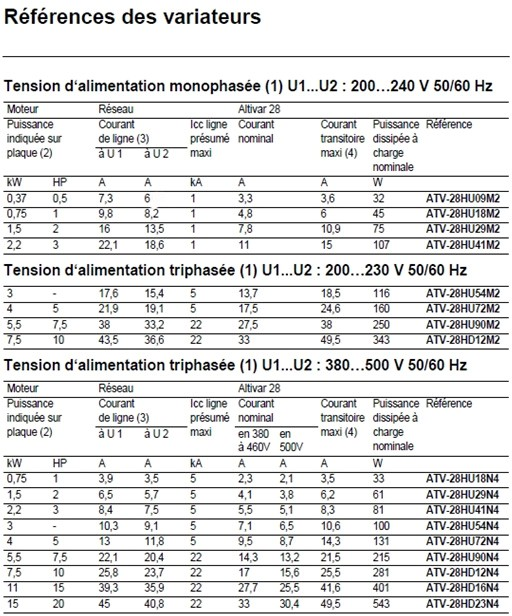 Références des variateurs
Tension d'alimentation monophasée (1) U1...U2 : 200…240 V 50/60 Hz
Moteur Réseau Altivar 28
Puissance Courant Icc ligne Courant Courant Puissance Référence
indiquée sur de ligne (3) présumé nominal transitoire dissipée à
plaque (2) à U 1 à U 2 maxi maxi (4) charge
nominale
kW HP A A kA A A W
0,37 0,5 7,3 6 1 3,3 3,6 32 ATV-28HU09M2
0,75 1 9,8 8,2 1 4,8 6 45 ATV-28HU18M2
1,5 2 16 13,5 1 7,8 10,9 75 ATV-28HU29M2
2,2 3 22,1 18,6 1 11 15 107 ATV-28HU41M2
Tension d'alimentation triphasée (1) U1...U2 : 200…230 V 50/60 Hz
3 - 17,6 15,4 5 13,7 18,5 116 ATV-28HU54M2
4 5 21,9 19,1 5 17,5 24,6 160 ATV-28HU72M2
5,5 7,5 38 33,2 22 27,5 38 250 ATV-28HU90M2
7,5 10 43,5 36,6 22 33 49,5 343 ATV-28HD12M2
Tension d'alimentation triphasée (1) U1...U2 : 380…500 V 50/60 Hz
Moteur Réseau Altivar 28
Puissance Courant Icc ligne Courant Courant Puissance Référence
indiquée sur de ligne (3) présumé nominal transitoire dissipée à
plaque (2) à U 1 à U 2 maxi en 380 en maxi (4) charge
à 460V 500V nominale
kW HP A A kA A A A W
0,75 1 3,9 3,5 5 2,3 2,1 3,5 33 ATV-28HU18N4
1,5 2 6,5 5,7 5 4,1 3,8 6,2 61 ATV-28HU29N4
2,2 3 8,4 7,5 5 5,5 5,1 8,3 81 ATV-28HU41N4
3 - 10,3 9,1 5 7,1 6,5 10,6 100 ATV-28HU54N4
4 5 13 11,8 5 9,5 8,7 14,3 131 ATV-28HU72N4
5,5 7,5 22,1 20,4 22 14,3 13,2 21,5 215 ATV-28HU90N4
7,5 10 25,8 23,7 22 17 15,6 25,5 281 ATV-28HD12N4
11 15 39,3 35,9 22 27,7 25,5 41,6 401 ATV-28HD16N4
15 20 45 40,8 22 33 30,4 49,5 543 ATV-28HD23N4